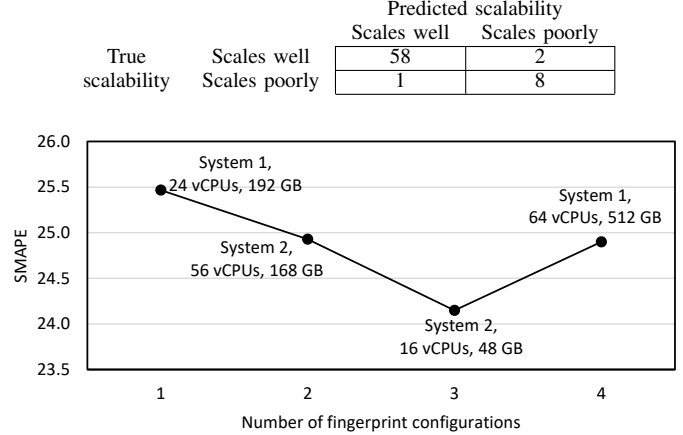 Predicted scalability
Scales well Scales poorly
True scalability Scales well 58 2
Scales poorly 1 8
26.0
25.5
25.0
24.5
24.0
23.5
SMAPE
System 1,
24 vCPUs, 192 GB
System 2,
56 vCPUs, 168 GB
System 2,
16 vCPUs, 48 GB
System 1,
64 vCPUs, 512 GB
1 2 3 4
Number of fingerprint configurations